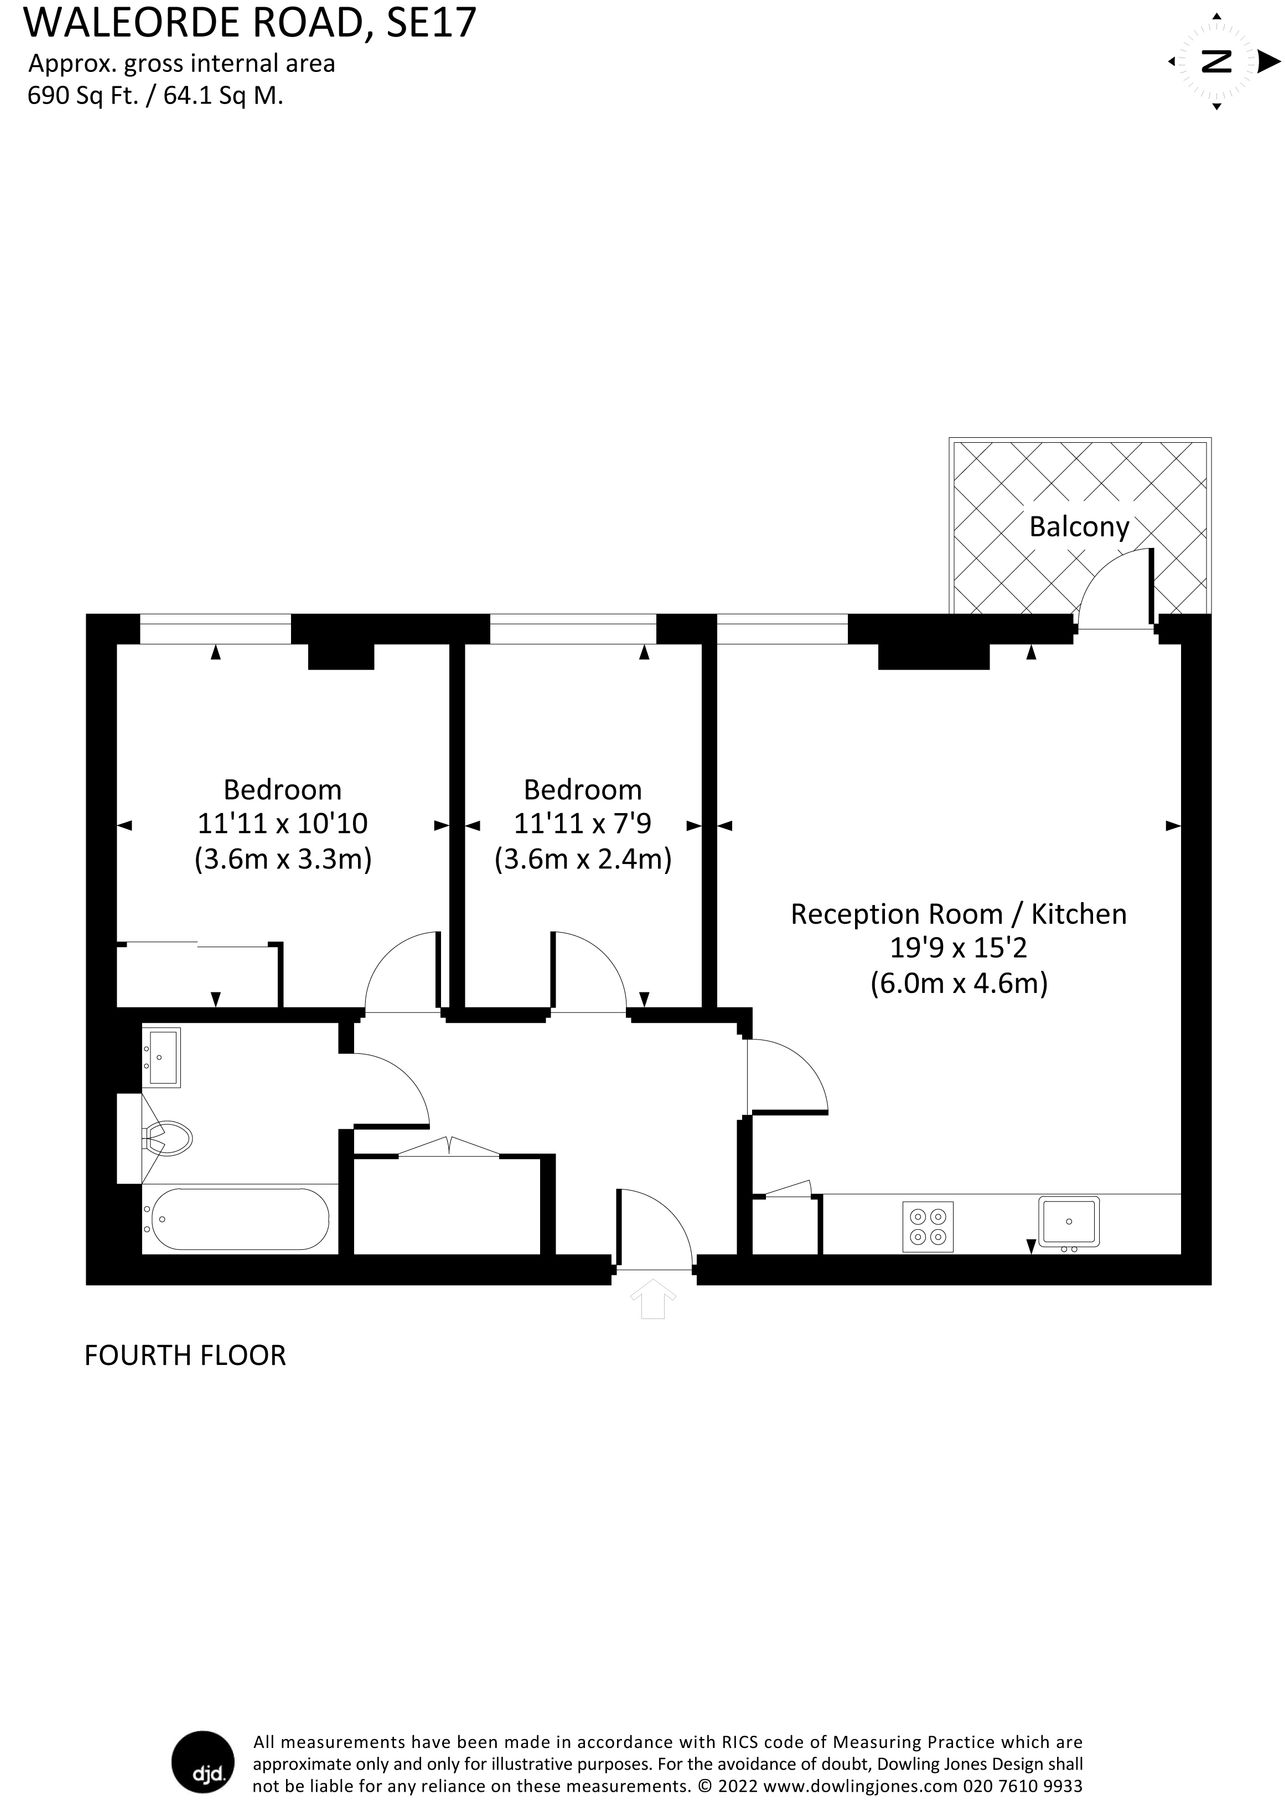 WALEORDE ROAD, SE17
Approx. gross internal area
690 Sq Ft. / 64.1 Sq M.
N
Balcony
Bedroom
11'11 x 10'10
(3.6m x 3.3m)
Bedroom
11'11 x 7'9
(3.6m x 2.4m)
Reception Room / Kitchen
19'9 x 15'2
(6.0m x 4.6m)
FOURTH FLOOR
djd.
All measurements have been made in accordance with RICS code of Measuring Practice which are
approximate only and only for illustrative purposes. For the avoidance of doubt, Dowling Jones Design shall
not be liable for any reliance on these measurements. © 2022 www.dowlingjones.com 020 7610 9933